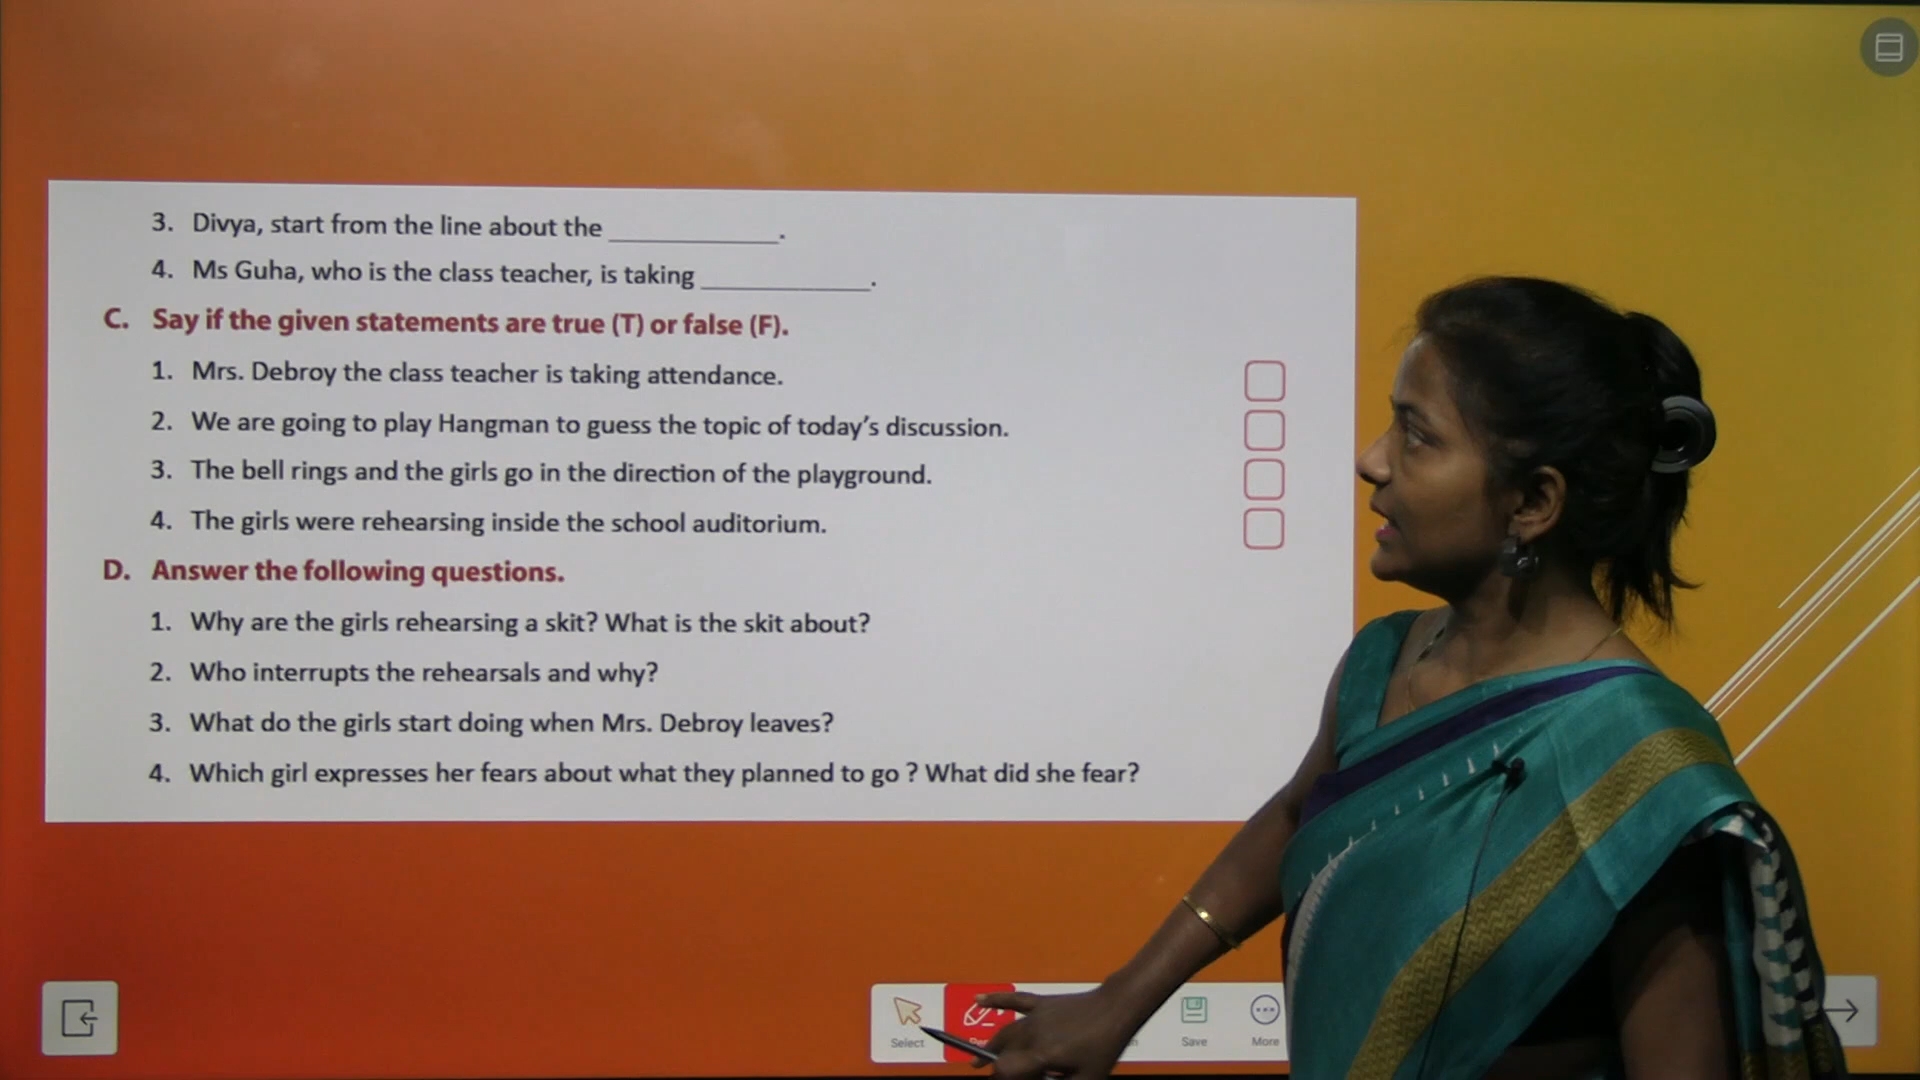 3. Divya, start from the line about the ____________.
4. Ms Guha, who is the class teacher, is taking ____________.
C. Say if the given statements are true (T) or false (F).
1. Mrs. Debroy the class teacher is taking attendance.
2. We are going to play Hangman to guess the topic of today's discussion.
3. The bell rings and the girls go in the direction of the playground.
4. The girls were rehearsing inside the school auditorium.
D. Answer the following questions.
1. Why are the girls rehearsing a skit? What is the skit about?
2. Who interrupts the rehearsals and why?
3. What do the girls start doing when Mrs. Debroy leaves?
4. Which girl expresses her fears about what they planned to go ? What did she fear?
Select Save More